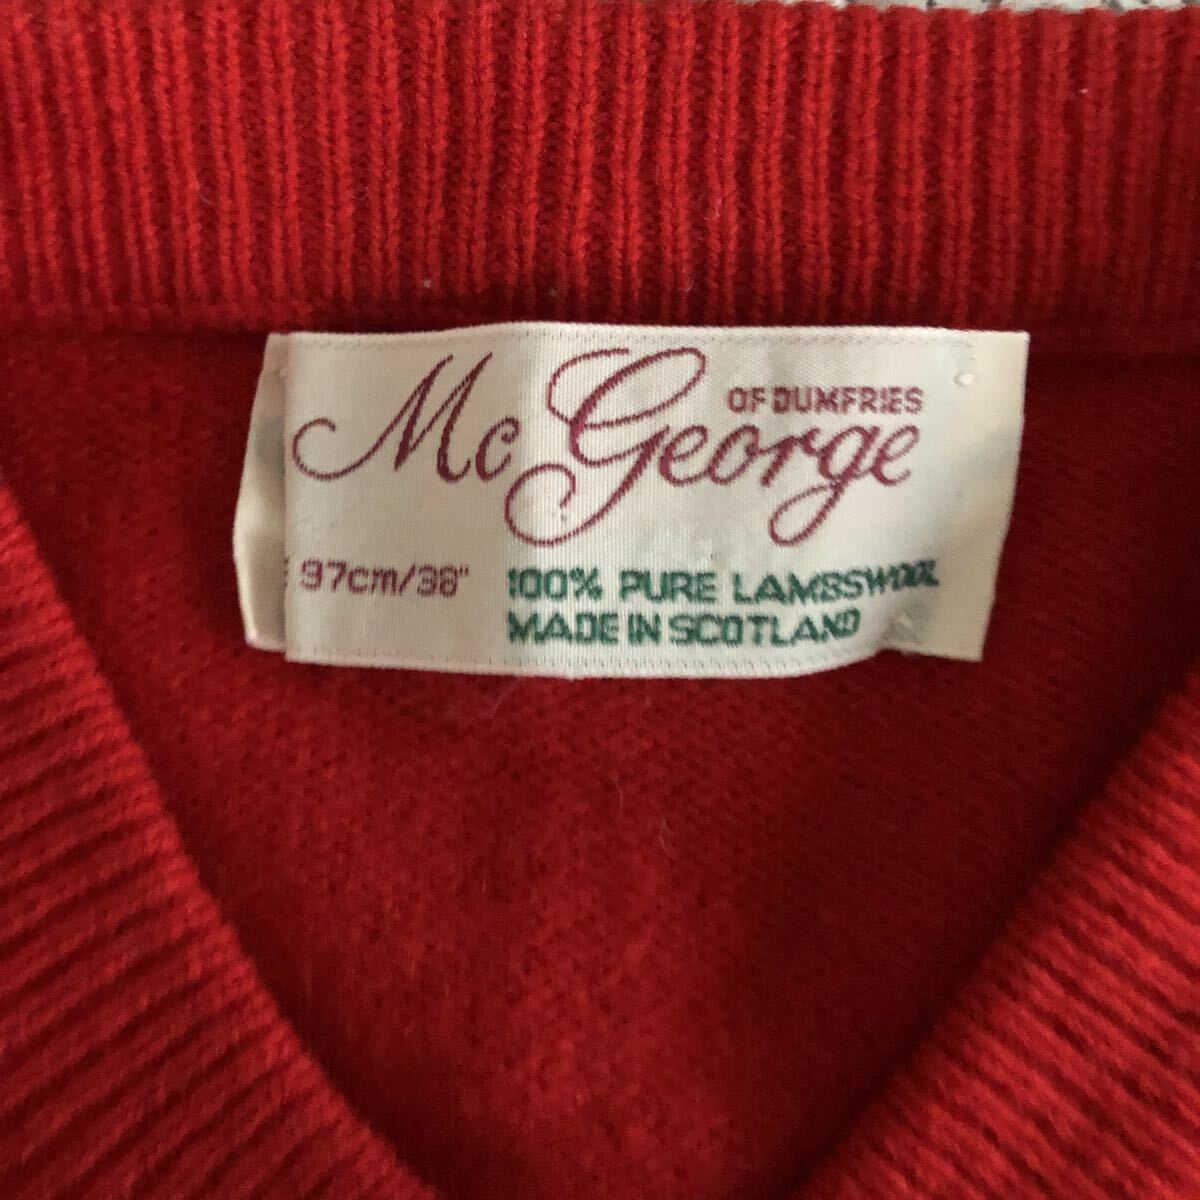 McGeorge
OF DUMFRIES
97cm/38"
100% PURE LAMBSWOOL
MADE IN SCOTLAND